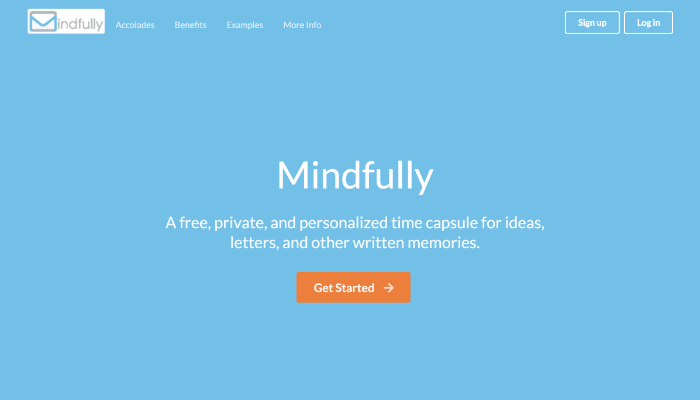 Mindfully
Accolades
Benefits
Examples
More Info
Sign up
Log in
Mindfully
A free, private, and personalized time capsule for ideas,
letters, and other written memories.
Get Started